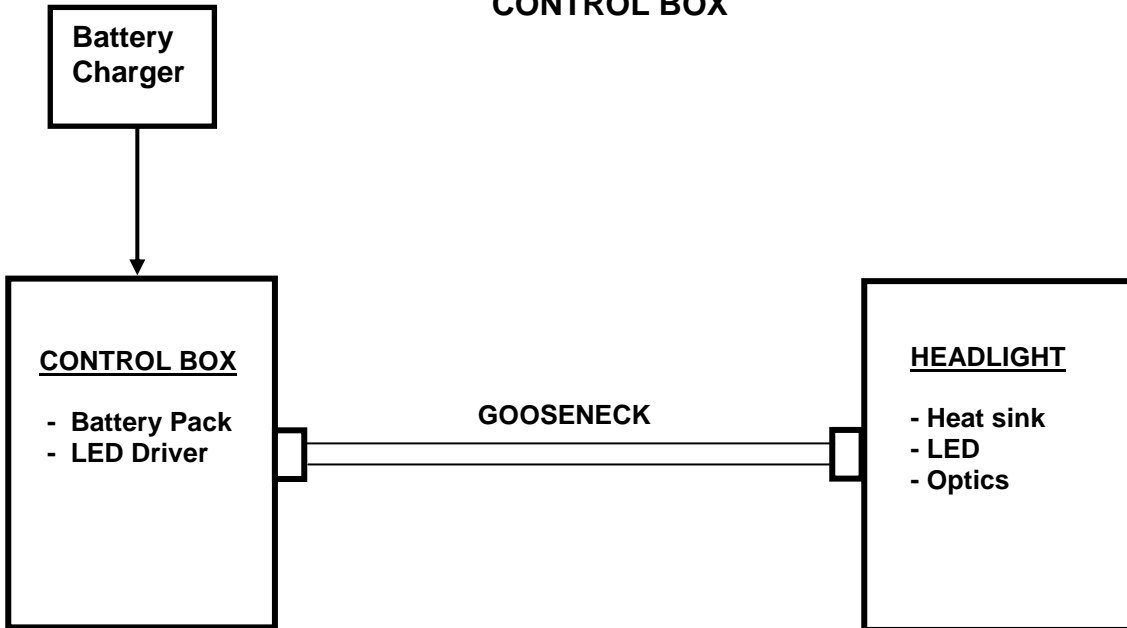 CONTROL BOX
Battery
Charger
CONTROL BOX
- Battery Pack
- LED Driver
GOOSENECK
HEADLIGHT
- Heat sink
- LED
- Optics